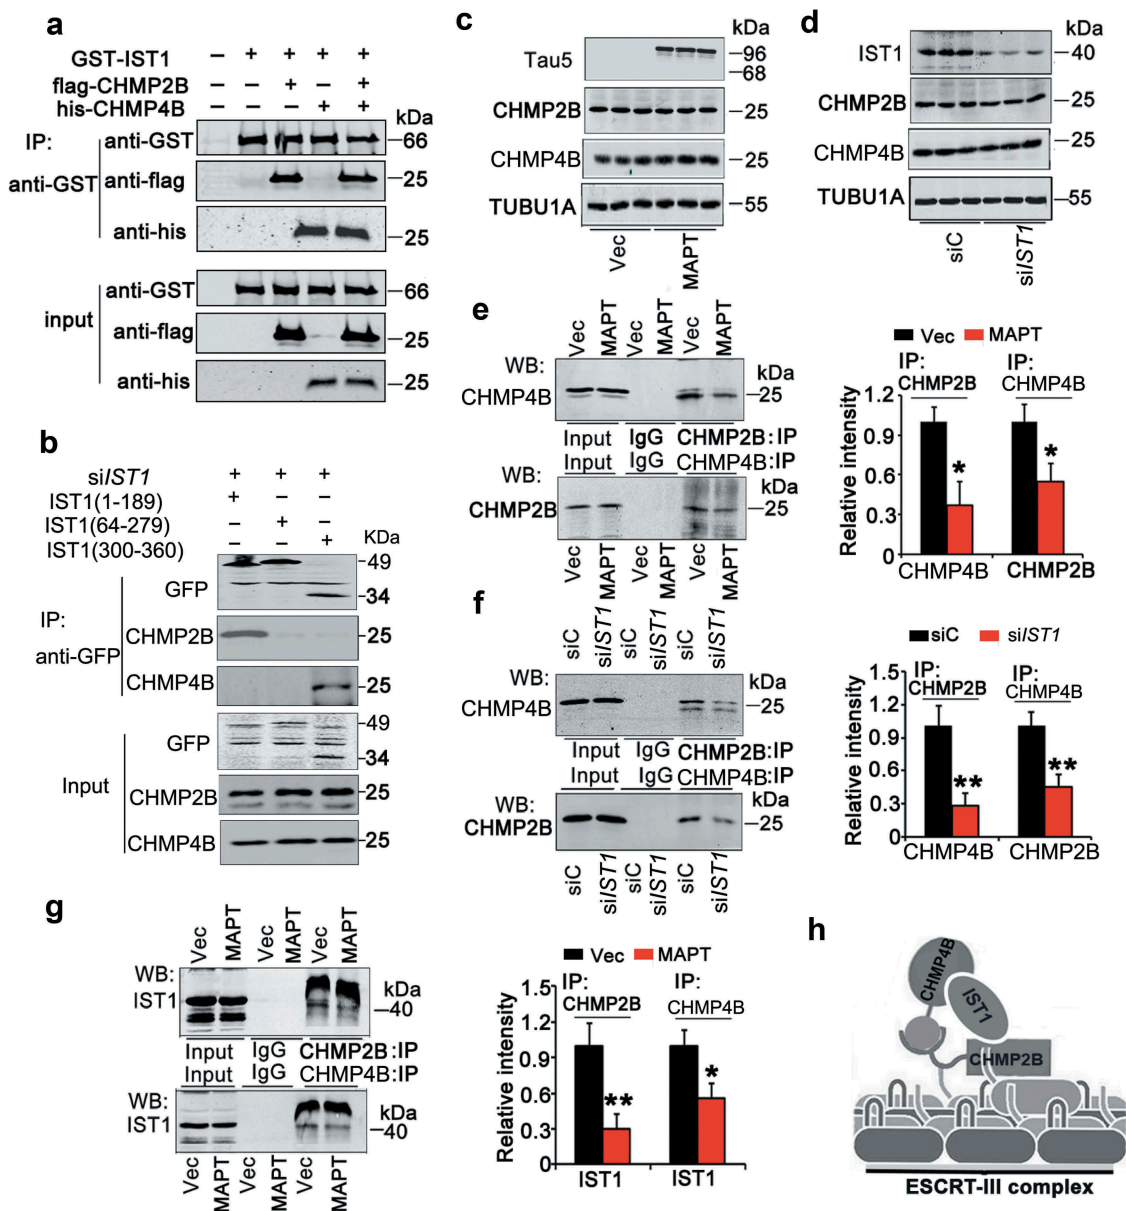 a
GST-IST1 – + + + +
flag-CHMP2B – – + – +
his-CHMP4B – – – + +
kDa
IP:
anti-GST
anti-GST –66
anti-flag –25
anti-his –25
input
anti-GST –66
anti-flag –25
anti-his –25
b
siIST1 + + +
IST1(1-189) + – –
IST1(64-279) – + –
IST1(300-360) – – +
KDa
IP:
anti-GFP
GFP –49
–34
CHMP2B –25
CHMP4B –25
Input
GFP –49
–34
CHMP2B –25
CHMP4B –25
c
kDa
Tau5 –96
–68
CHMP2B –25
CHMP4B –25
TUBU1A –55
Vec MAPT
d
kDa
IST1 –40
CHMP2B –25
CHMP4B –25
TUBU1A –55
siC siIST1
e
Vec MAPT Vec MAPT Vec MAPT
WB:
CHMP4B
kDa
–25
Input IgG CHMP2B:IP
Input IgG CHMP4B:IP
WB:
CHMP2B
kDa
–25
Vec MAPT Vec MAPT Vec MAPT
Vec MAPT
IP:
CHMP2B
IP:
CHMP4B
Relative intensity
1.2
0.9
0.6
0.3
0
* *
CHMP4B CHMP2B
f
siC siIST1 siC siIST1 siC siIST1
WB:
CHMP4B
kDa
–25
Input IgG CHMP2B:IP
Input IgG CHMP4B:IP
WB:
CHMP2B
kDa
–25
siC siIST1 siC siIST1 siC siIST1
siC siIST1
IP:
CHMP2B
IP:
CHMP4B
Relative intensity
1.5
1.2
0.9
0.6
0.3
0
** **
CHMP4B CHMP2B
g
Vec MAPT Vec MAPT Vec MAPT
WB:
IST1
kDa
–40
Input IgG CHMP2B:IP
Input IgG CHMP4B:IP
WB:
IST1
kDa
–40
Vec MAPT Vec MAPT Vec MAPT
Vec MAPT
IP:
CHMP2B
IP:
CHMP4B
Relative intensity
1.5
1.2
0.9
0.6
0.3
0
** *
IST1 IST1
h
CHMP4B
IST1
CHMP2B
ESCRT-III complex